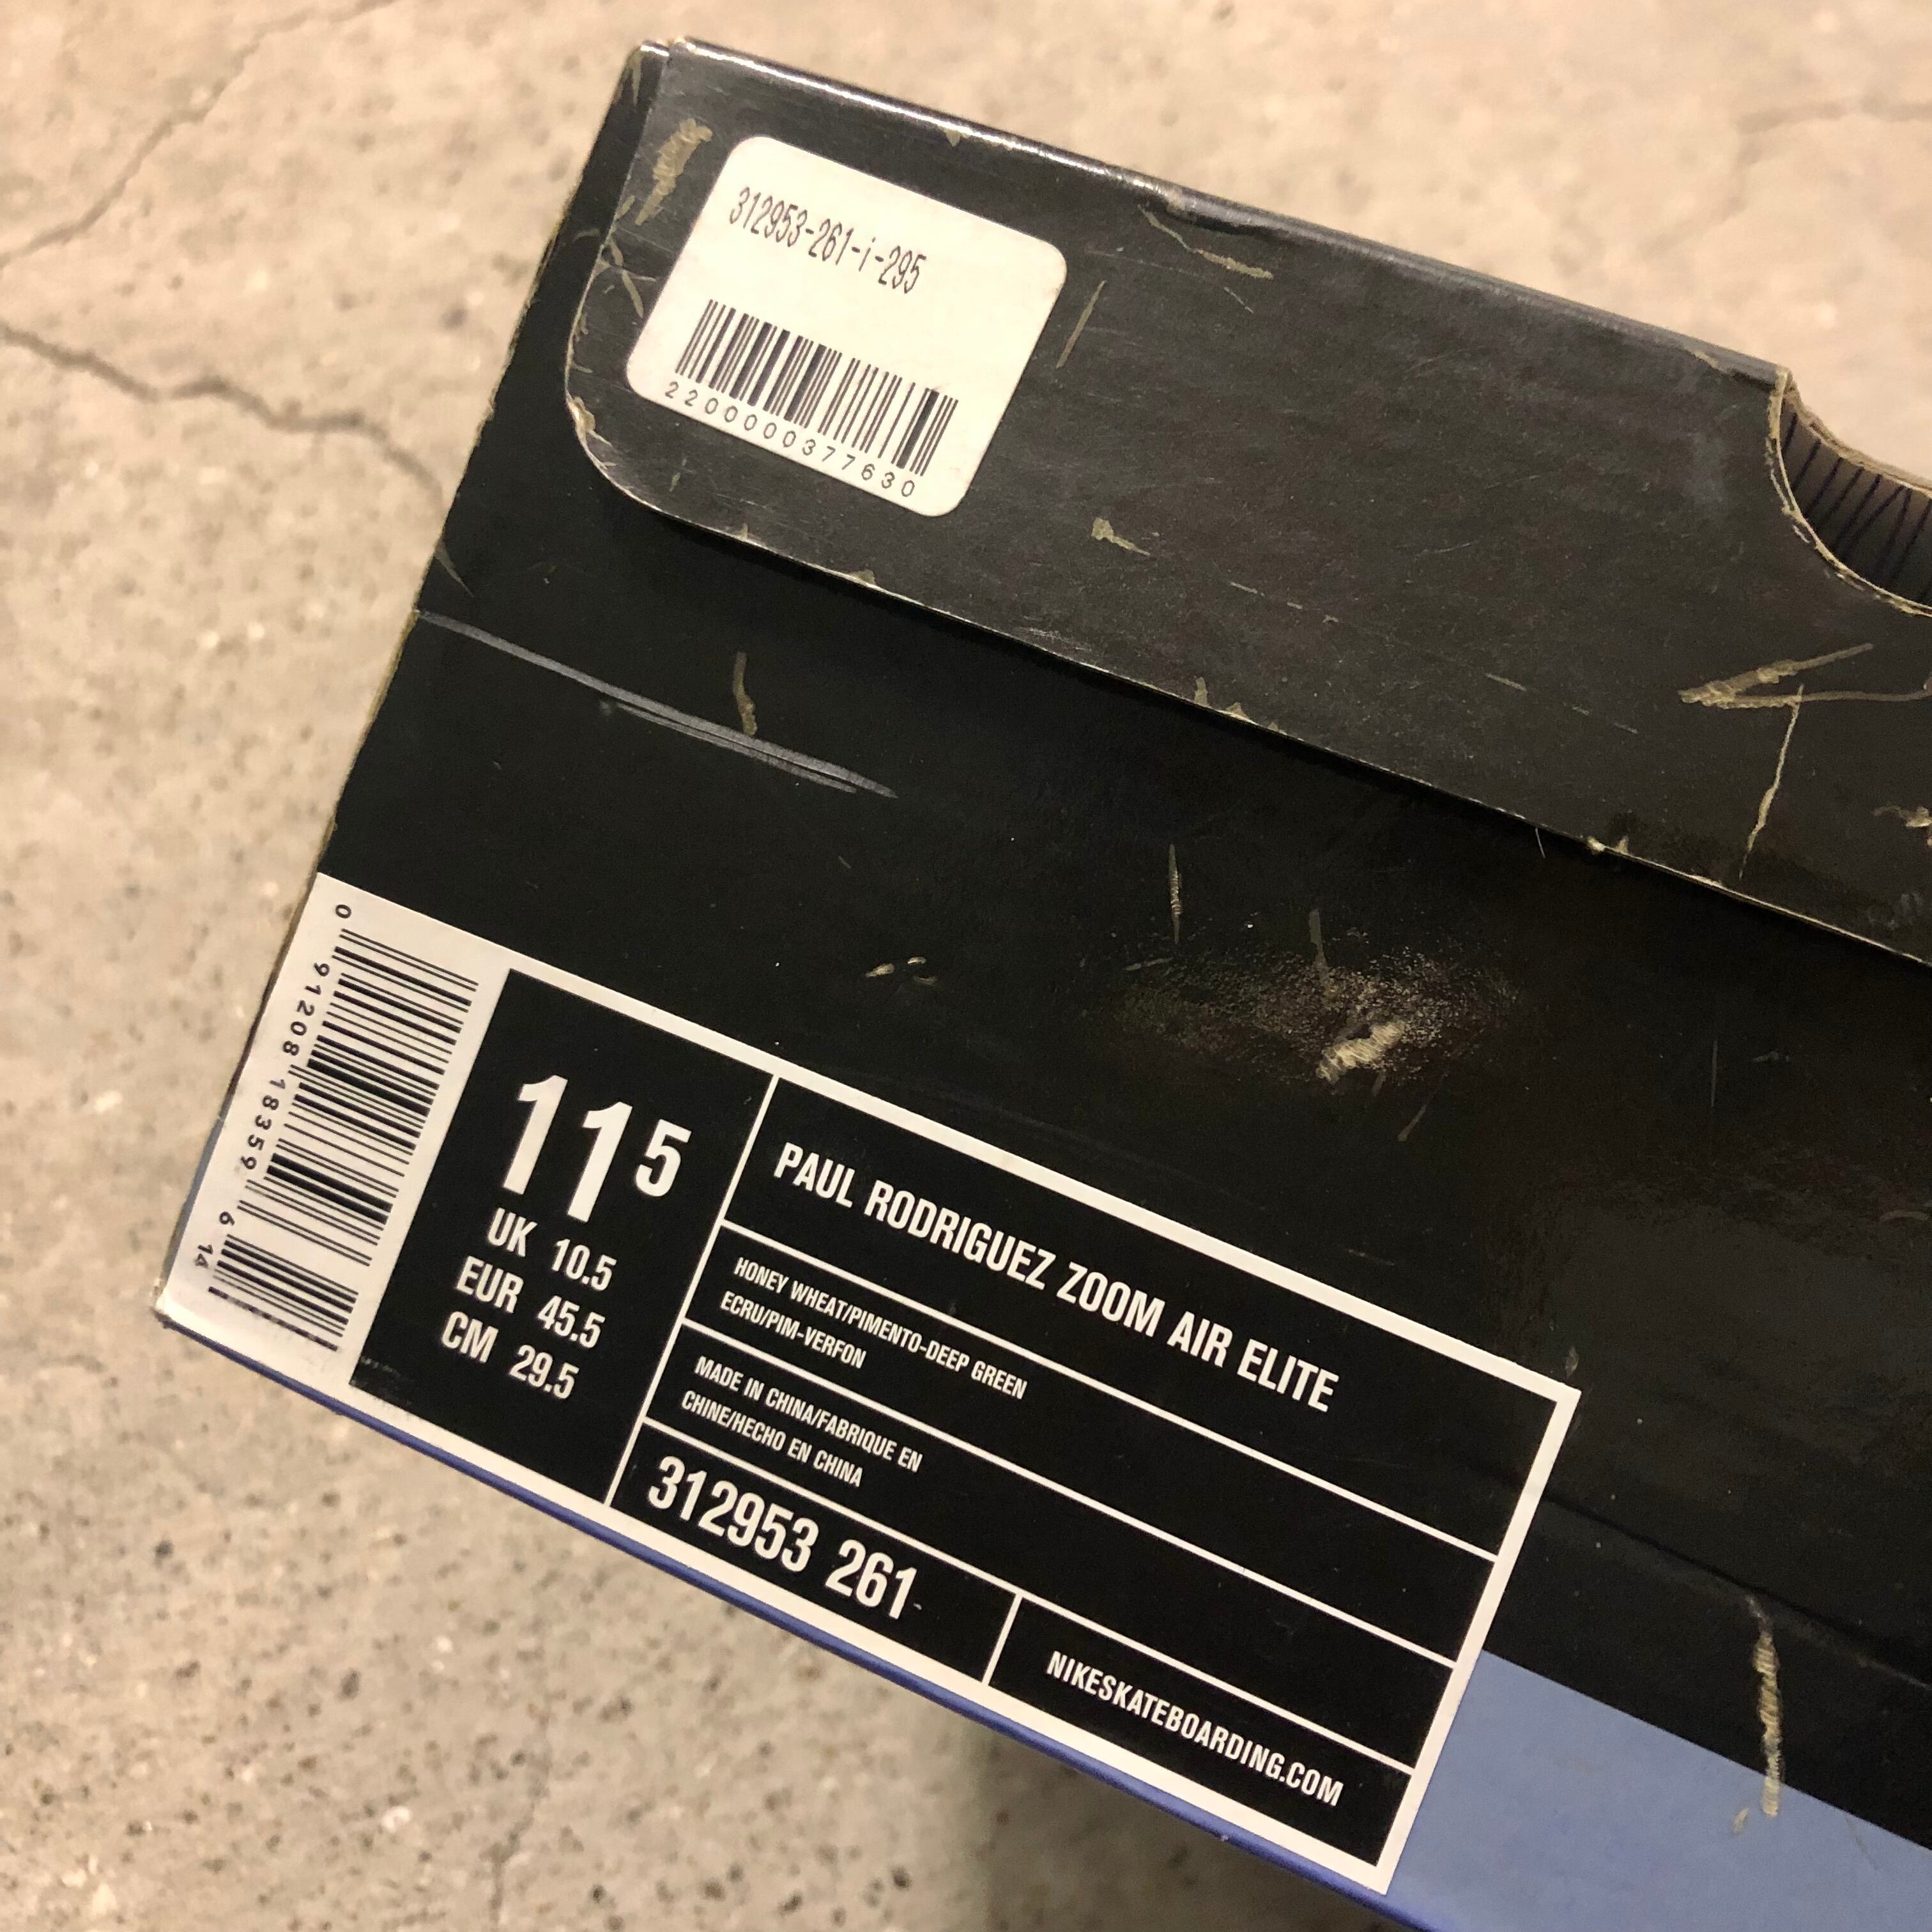 312953-261-i-295
2200000377630
0 91208 18359 6 14
11 5
UK 10.5
EUR 45.5
CM 29.5
PAUL RODRIGUEZ ZOOM AIR ELITE
HONEY WHEAT/PIMENTO-DEEP GREEN
ECRU/PIM-VERFON
MADE IN CHINA/FABRIQUE EN
CHINE/HECHO EN CHINA
312953 261
NIKESKATEBOARDING.COM